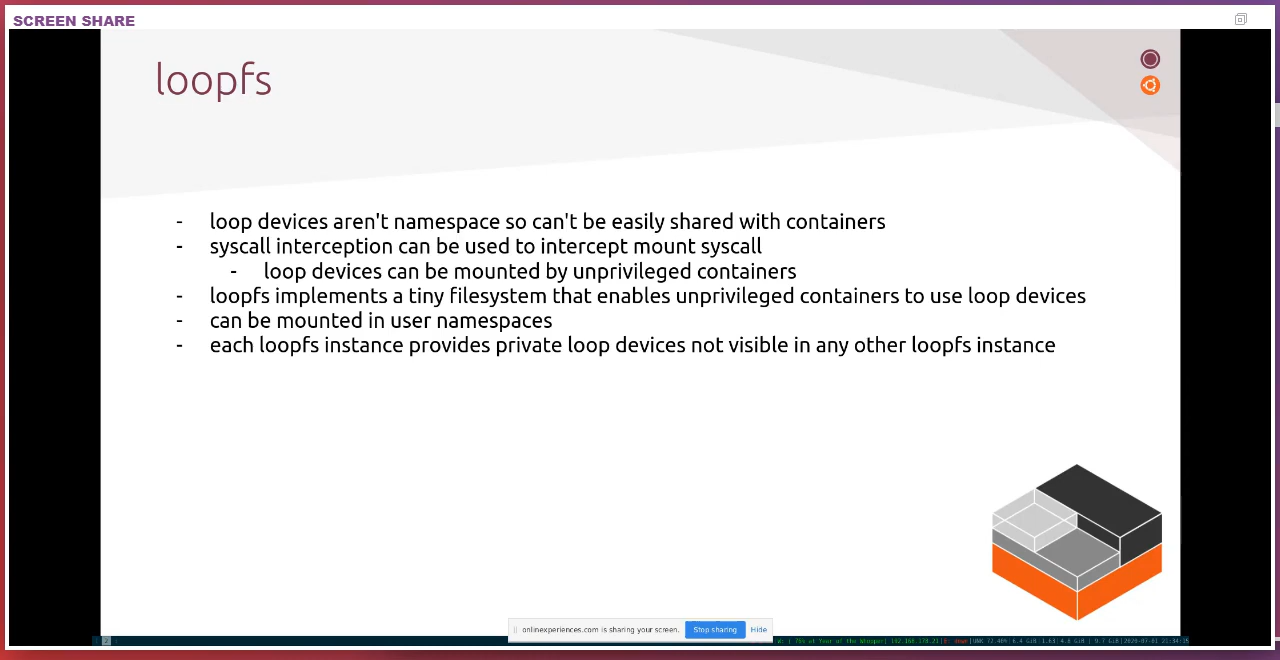 SCREEN SHARE
loopfs
- loop devices aren't namespace so can't be easily shared with containers
- syscall interception can be used to intercept mount syscall
- loop devices can be mounted by unprivileged containers
- loopfs implements a tiny filesystem that enables unprivileged containers to use loop devices
- can be mounted in user namespaces
- each loopfs instance provides private loop devices not visible in any other loopfs instance
onlinexperiences.com is sharing your screen. Stop sharing Hide